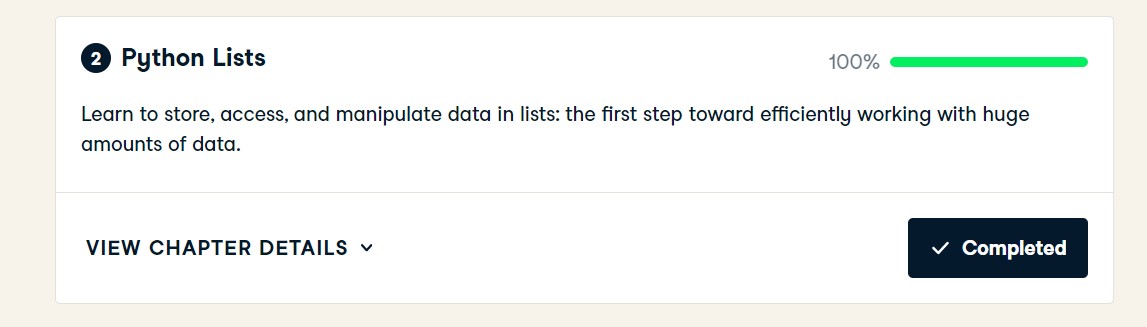 2 Python Lists
100%
Learn to store, access, and manipulate data in lists: the first step toward efficiently working with huge
amounts of data.
VIEW CHAPTER DETAILS
Completed